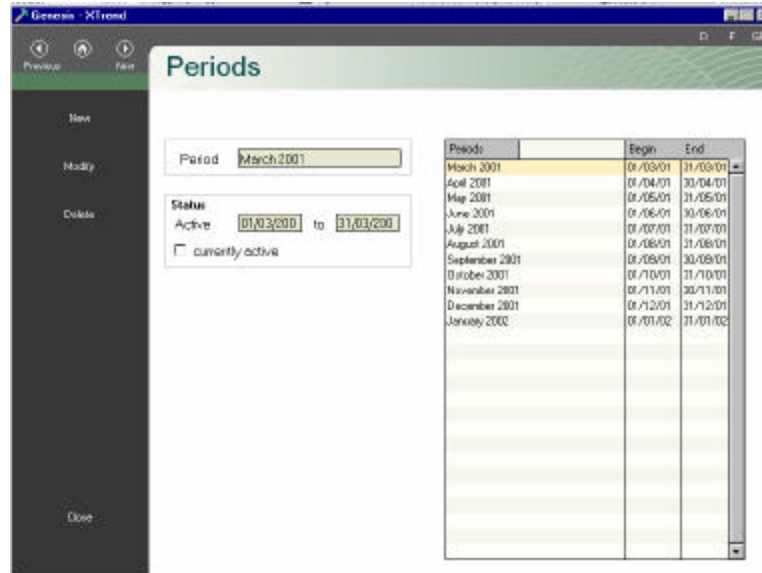 Genesis - XTrend
D F
Previous Next
Periods
New
Modify
Delete
Close
Period March 2001
Status
Active 01/03/200 to 31/03/200
currently active
Periods Begin End
March 2001 01/03/01 31/03/01
April 2001 01/04/01 30/04/01
May 2001 01/05/01 31/05/01
June 2001 01/06/01 30/06/01
July 2001 01/07/01 31/07/01
August 2001 01/08/01 31/08/01
September 2001 01/09/01 30/09/01
October 2001 01/10/01 31/10/01
November 2001 01/11/01 30/11/01
December 2001 01/12/01 31/12/01
January 2002 01/01/02 31/01/02